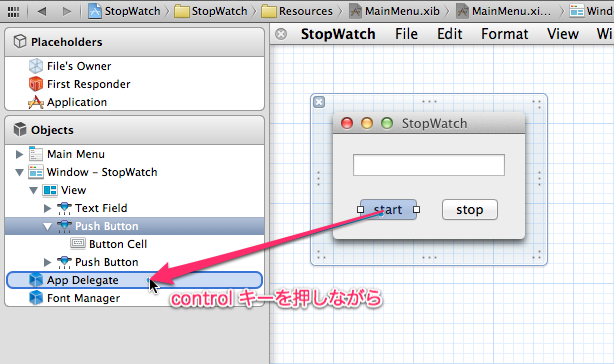 StopWatch StopWatch Resources MainMenu.xib MainMenu.xi... Windo
Placeholders
File's Owner
First Responder
Application
Objects
Main Menu
Window – StopWatch
View
Text Field
Push Button
Button Cell
Push Button
App Delegate
Font Manager
StopWatch File Edit Format View Wi
StopWatch
start
stop
control キーを押しながら